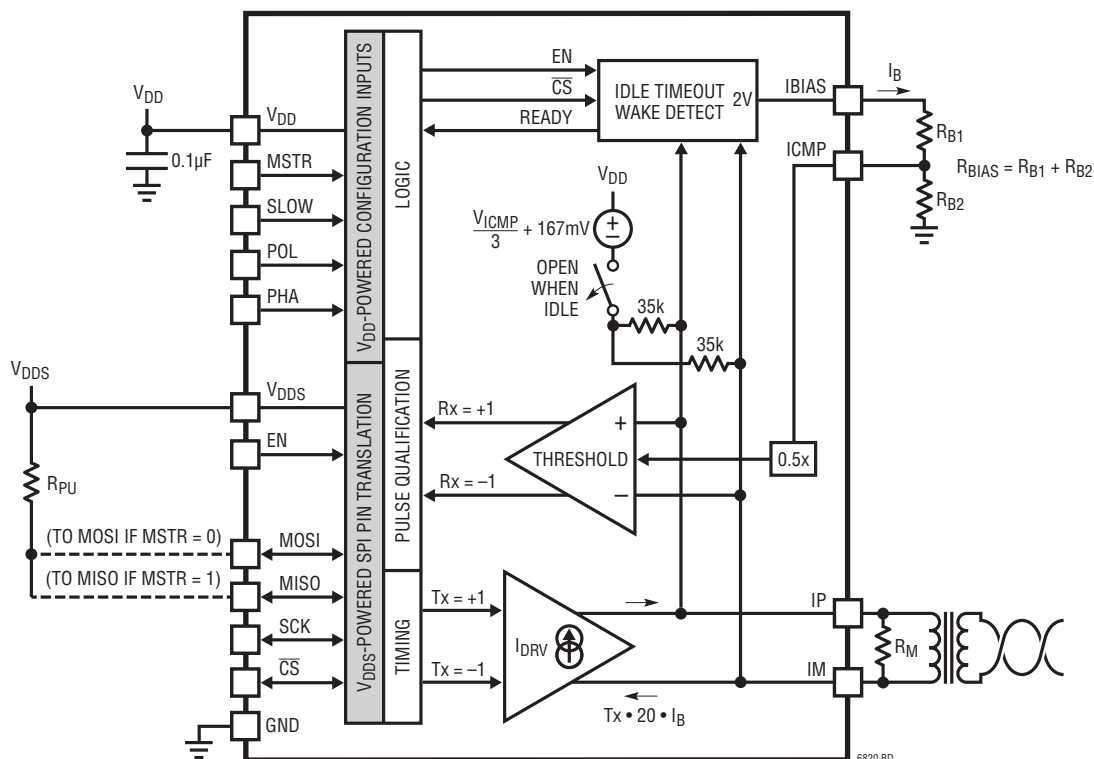 VDD
VDD
0.1µF
MSTR
SLOW
POL
PHA
VDDS
VDDS
EN
RPU
(TO MOSI IF MSTR = 0)
MOSI
(TO MISO IF MSTR = 1)
MISO
SCK
CS
GND
VDD-POWERED CONFIGURATION INPUTS
VDDS-POWERED SPI PIN TRANSLATION
LOGIC
PULSE QUALIFICATION
TIMING
EN
CS
READY
IDLE TIMEOUT
WAKE DETECT
2V
IBIAS
IB
RB1
ICMP
RBIAS = RB1 + RB2
RB2
VDD
VICMP
3
+ 167mV
+
−
OPEN
WHEN
IDLE
35k
35k
Rx = +1
+
THRESHOLD
0.5x
Rx = −1
−
Tx = +1
IDRV
Tx = −1
IP
RM
IM
Tx • 20 • IB
6820 BD